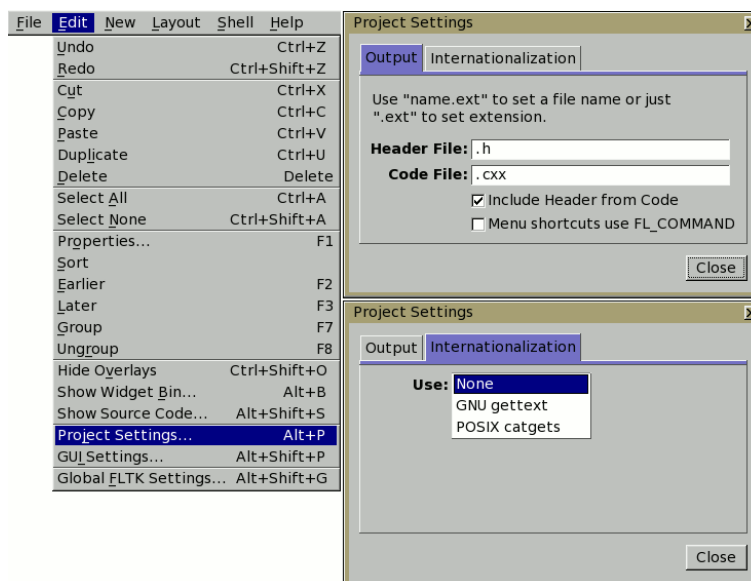 File Edit New Layout Shell Help
Undo Ctrl+Z
Redo Ctrl+Shift+Z
Cut Ctrl+X
Copy Ctrl+C
Paste Ctrl+V
Duplicate Ctrl+U
Delete Delete
Select All Ctrl+A
Select None Ctrl+Shift+A
Properties... F1
Sort
Earlier F2
Later F3
Group F7
Ungroup F8
Hide Overlays Ctrl+Shift+O
Show Widget Bin... Alt+B
Show Source Code... Alt+Shift+S
Project Settings... Alt+P
GUI Settings... Alt+Shift+P
Global FLTK Settings... Alt+Shift+G
Project Settings
Output Internationalization
Use "name.ext" to set a file name or just
".ext" to set extension.
Header File: .h
Code File: .cxx
Include Header from Code
Menu shortcuts use FL_COMMAND
Close
Project Settings
Output Internationalization
Use: None
GNU gettext
POSIX catgets
Close